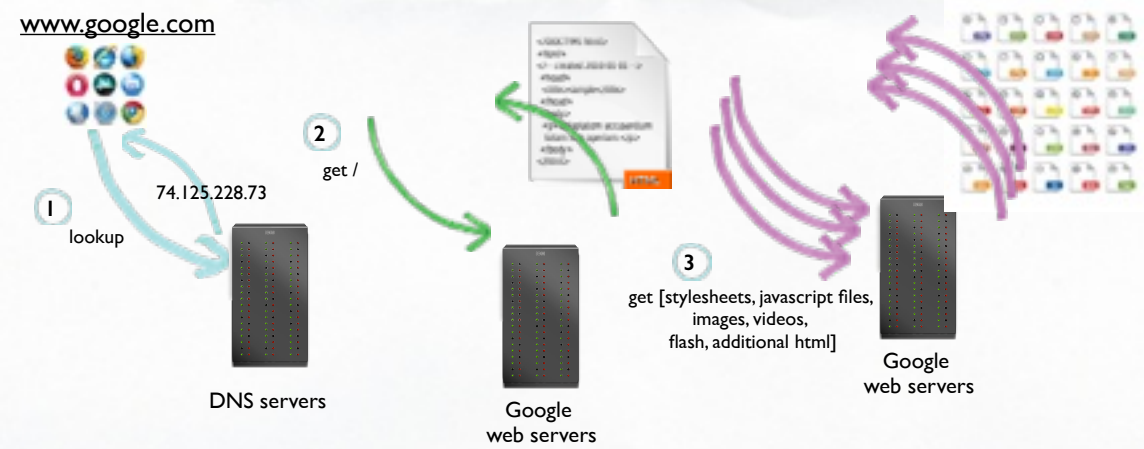 www.google.com
1
lookup
74.125.228.73
DNS servers
2
get /
Google
web servers
3
get [stylesheets, javascript files,
images, videos,
flash, additional html]
Google
web servers